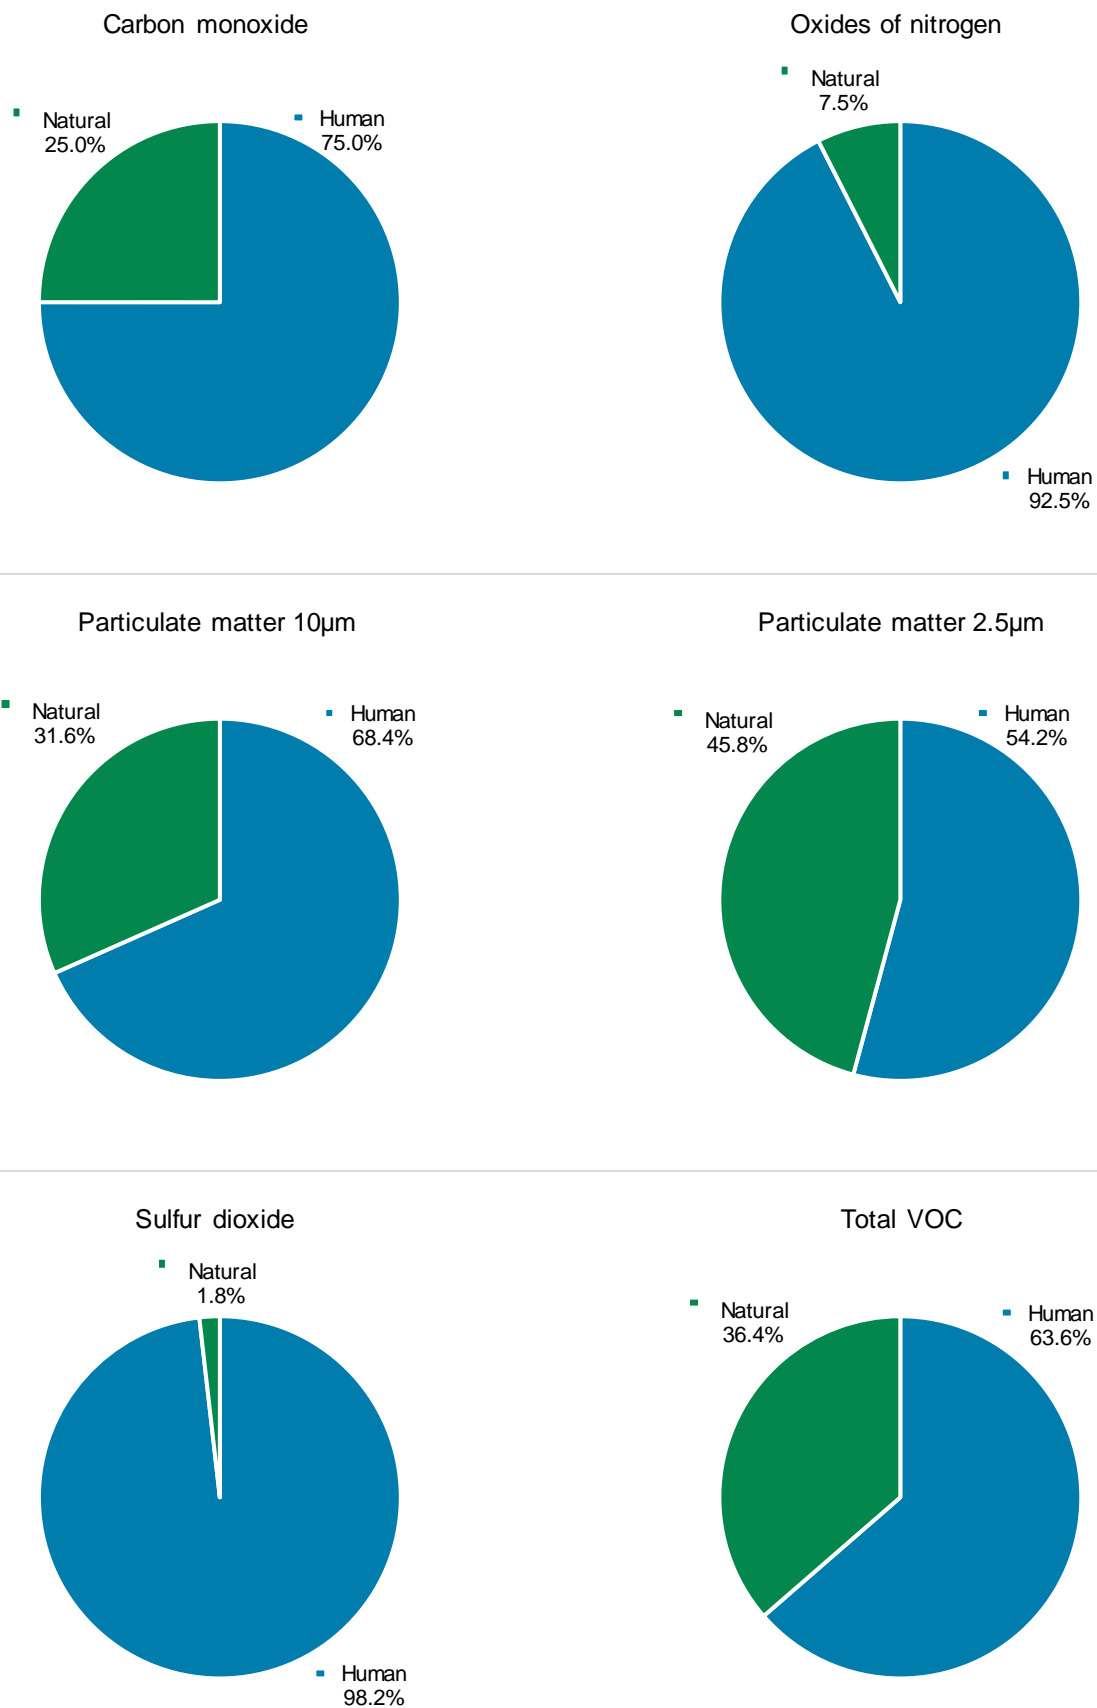 Carbon monoxide
Natural
25.0%
Human
75.0%
Oxides of nitrogen
Natural
7.5%
Human
92.5%
Particulate matter 10µm
Natural
31.6%
Human
68.4%
Particulate matter 2.5µm
Natural
45.8%
Human
54.2%
Sulfur dioxide
Natural
1.8%
Human
98.2%
Total VOC
Natural
36.4%
Human
63.6%